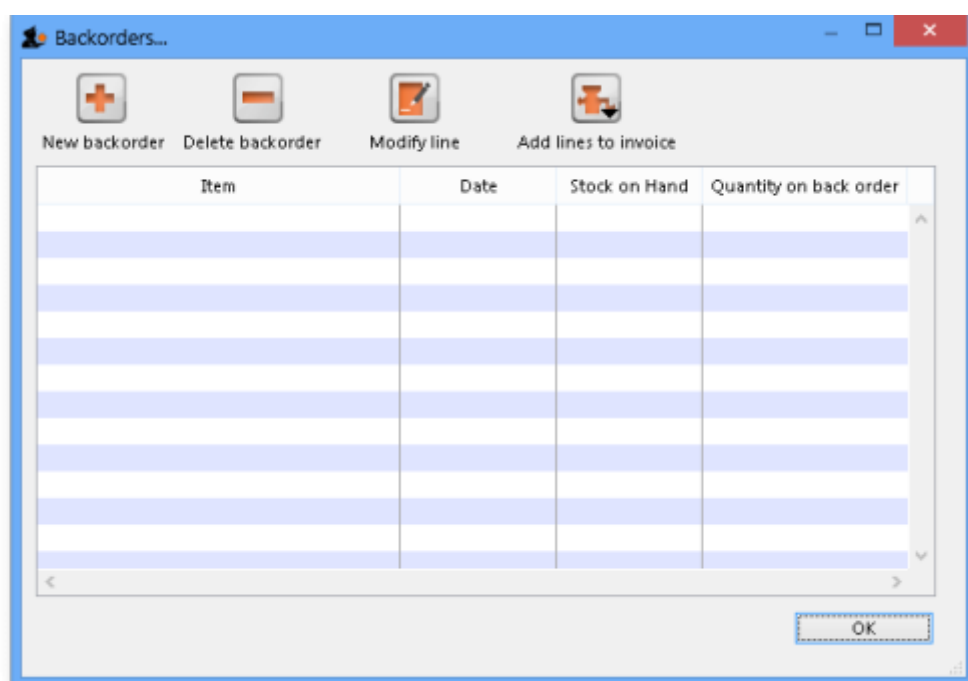 Backorders...
New backorder Delete backorder Modify line Add lines to invoice
Item Date Stock on Hand Quantity on back order
OK